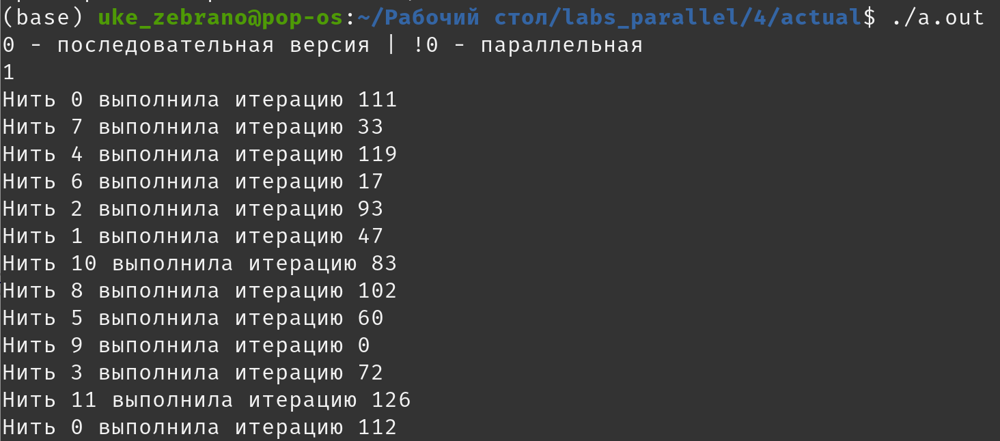 (base) uke_zebrano@pop-os:~/Рабочий стол/labs_parallel/4/actual$ ./a.out
0 - последовательная версия | !0 - параллельная
1
Нить 0 выполнила итерацию 111
Нить 7 выполнила итерацию 33
Нить 4 выполнила итерацию 119
Нить 6 выполнила итерацию 17
Нить 2 выполнила итерацию 93
Нить 1 выполнила итерацию 47
Нить 10 выполнила итерацию 83
Нить 8 выполнила итерацию 102
Нить 5 выполнила итерацию 60
Нить 9 выполнила итерацию 0
Нить 3 выполнила итерацию 72
Нить 11 выполнила итерацию 126
Нить 0 выполнила итерацию 112